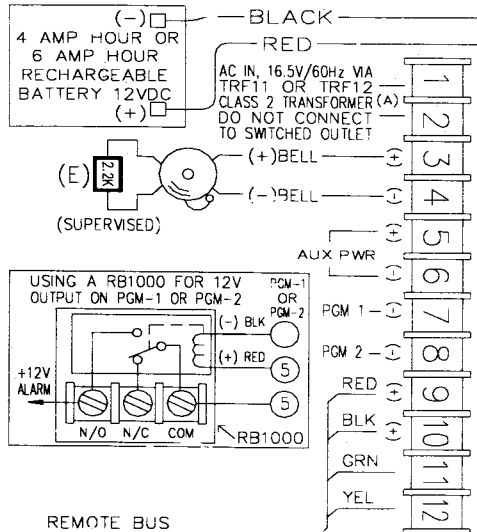 (-)
BLACK
4 AMP HOUR OR
6 AMP HOUR
RECHARGEABLE
BATTERY 12VDC
(+)
RED
AC IN, 16.5V/60Hz VIA
TRF11 OR TRF12
CLASS 2 TRANSFORMER (A)
DO NOT CONNECT
TO SWITCHED OUTLET
1
2
(E)
2.2K
(SUPERVISED)
(+)BELL
(+)
3
(-)BELL
(-)
4
AUX PWR
(+)
5
(-)
6
PGM 1
(-)
7
PGM 2
(-)
8
RED
(+)
9
BLK
(+)
10
GRN
11
YEL
12
USING A RB1000 FOR 12V
OUTPUT ON PGM-1 OR PGM-2
PGM-1
OR
PGM-2
(-) BLK
(+) RED
5
5
+12V
ALARM
N/O
N/C
COM
RB1000
REMOTE BUS